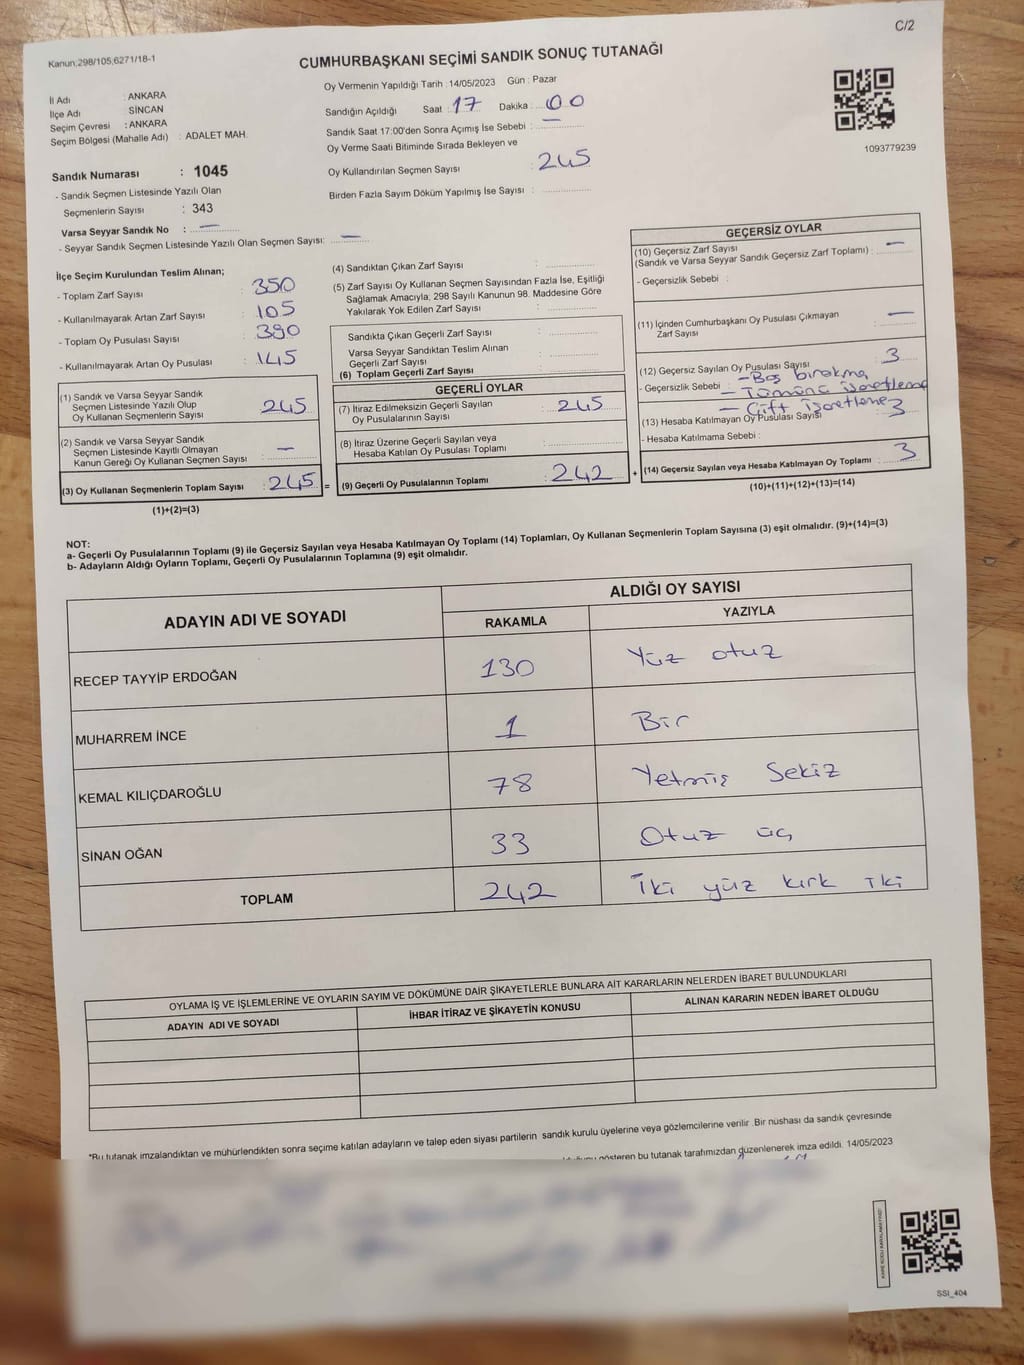 C/2
Kanun;298/105,6271/18-1
CUMHURBAŞKANI SEÇİMİ SANDIK SONUÇ TUTANAĞI
İl Adı : ANKARA
İlçe Adı SİNCAN
Seçim Çevresi : ANKARA
Seçim Bölgesi (Mahalle Adı) : ADALET MAH.
Sandık Numarası : 1045
- Sandık Seçmen Listesinde Yazılı Olan
Seçmenlerin Sayısı : 343
Varsa Seyyar Sandık No : —
- Seyyar Sandık Seçmen Listesinde Yazılı Olan Seçmen Sayısı: —
Oy Vermenin Yapıldığı Tarih : 14/05/2023 Gün : Pazar
Sandığın Açıldığı Saat : 17 Dakika : 00
Sandık Saat 17:00'den Sonra Açımış İse Sebebi : —
Oy Verme Saati Bitiminde Sırada Bekleyen ve
Oy Kullandırılan Seçmen Sayısı : 245
Birden Fazla Sayım Döküm Yapılmış İse Sayısı :
1093779239
İlçe Seçim Kurulundan Teslim Alınan;
- Toplam Zarf Sayısı : 350
- Kullanılmayarak Artan Zarf Sayısı : 105
- Toplam Oy Pusulası Sayısı : 390
- Kullanılmayarak Artan Oy Pusulası : 145
(1) Sandık ve Varsa Seyyar Sandık
Seçmen Listesinde Yazılı Olup
Oy Kullanan Seçmenlerin Sayısı : 245
(2) Sandık ve Varsa Seyyar Sandık
Seçmen Listesinde Kayıtlı Olmayan
Kanun Gereği Oy Kullanan Seçmen Sayısı : —
(3) Oy Kullanan Seçmenlerin Toplam Sayısı : 245 =
(1)+(2)=(3)
(4) Sandıktan Çıkan Zarf Sayısı :
(5) Zarf Sayısı Oy Kullanan Seçmen Sayısından Fazla İse, Eşitliği
Sağlamak Amacıyla; 298 Sayılı Kanunun 98. Maddesine Göre
Yakılarak Yok Edilen Zarf Sayısı :
Sandıkta Çıkan Geçerli Zarf Sayısı :
Varsa Seyyar Sandıktan Teslim Alınan
Geçerli Zarf Sayısı :
(6) Toplam Geçerli Zarf Sayısı :
GEÇERLİ OYLAR
(7) İtiraz Edilmeksizin Geçerli Sayılan
Oy Pusulalarının Sayısı : 245
(8) İtiraz Üzerine Geçerli Sayılan veya
Hesaba Katılan Oy Pusulası Toplamı :
(9) Geçerli Oy Pusulalarının Toplamı : 242 +
GEÇERSİZ OYLAR
(10) Geçersiz Zarf Sayısı
(Sandık ve Varsa Seyyar Sandık Geçersiz Zarf Toplamı) : —
- Geçersizlik Sebebi :
(11) İçinden Cumhurbaşkanı Oy Pusulası Çıkmayan
Zarf Sayısı : —
(12) Geçersiz Sayılan Oy Pusulası Sayısı : 3
- Geçersizlik Sebebi : - Boş bırakma
- Tümünü işaretleme
- Çift işaretleme
(13) Hesaba Katılmayan Oy Pusulası Sayısı : 3
- Hesaba Katılmama Sebebi :
(14) Geçersiz Sayılan veya Hesaba Katılmayan Oy Toplamı : 3
(10)+(11)+(12)+(13)=(14)
NOT:
a- Geçerli Oy Pusulalarının Toplamı (9) ile Geçersiz Sayılan veya Hesaba Katılmayan Oy Toplamı (14) Toplamları, Oy Kullanan Seçmenlerin Toplam Sayısına (3) eşit olmalıdır. (9)+(14)=(3)
b- Adayların Aldığı Oyların Toplamı, Geçerli Oy Pusulalarının Toplamına (9) eşit olmalıdır.
ADAYIN ADI VE SOYADI ALDIĞI OY SAYISI
RAKAMLA YAZIYLA
RECEP TAYYİP ERDOĞAN 130 Yüz otuz
MUHARREM İNCE 1 Bir
KEMAL KILIÇDAROĞLU 78 Yetmiş Sekiz
SİNAN OĞAN 33 Otuz üç
TOPLAM 242 İki yüz kırk iki
OYLAMA İŞ VE İŞLEMLERİNE VE OYLARIN SAYIM VE DÖKÜMÜNE DAİR ŞİKAYETLERLE BUNLARA AİT KARARLARIN NELERDEN İBARET BULUNDUKLARI
ADAYIN ADI VE SOYADI İHBAR İTİRAZ VE ŞİKAYETİN KONUSU ALINAN KARARIN NEDEN İBARET OLDUĞU
*Bu tutanak imzalandıktan ve mühürlendikten sonra seçime katılan adayların ve talep eden siyasi partilerin sandık kurulu üyelerine veya gözlemcilerine verilir. Bir nüshası da sandık çevresinde
gösteren bu tutanak tarafımızdan düzenlenerek imza edildi. 14/05/2023
SSI_404